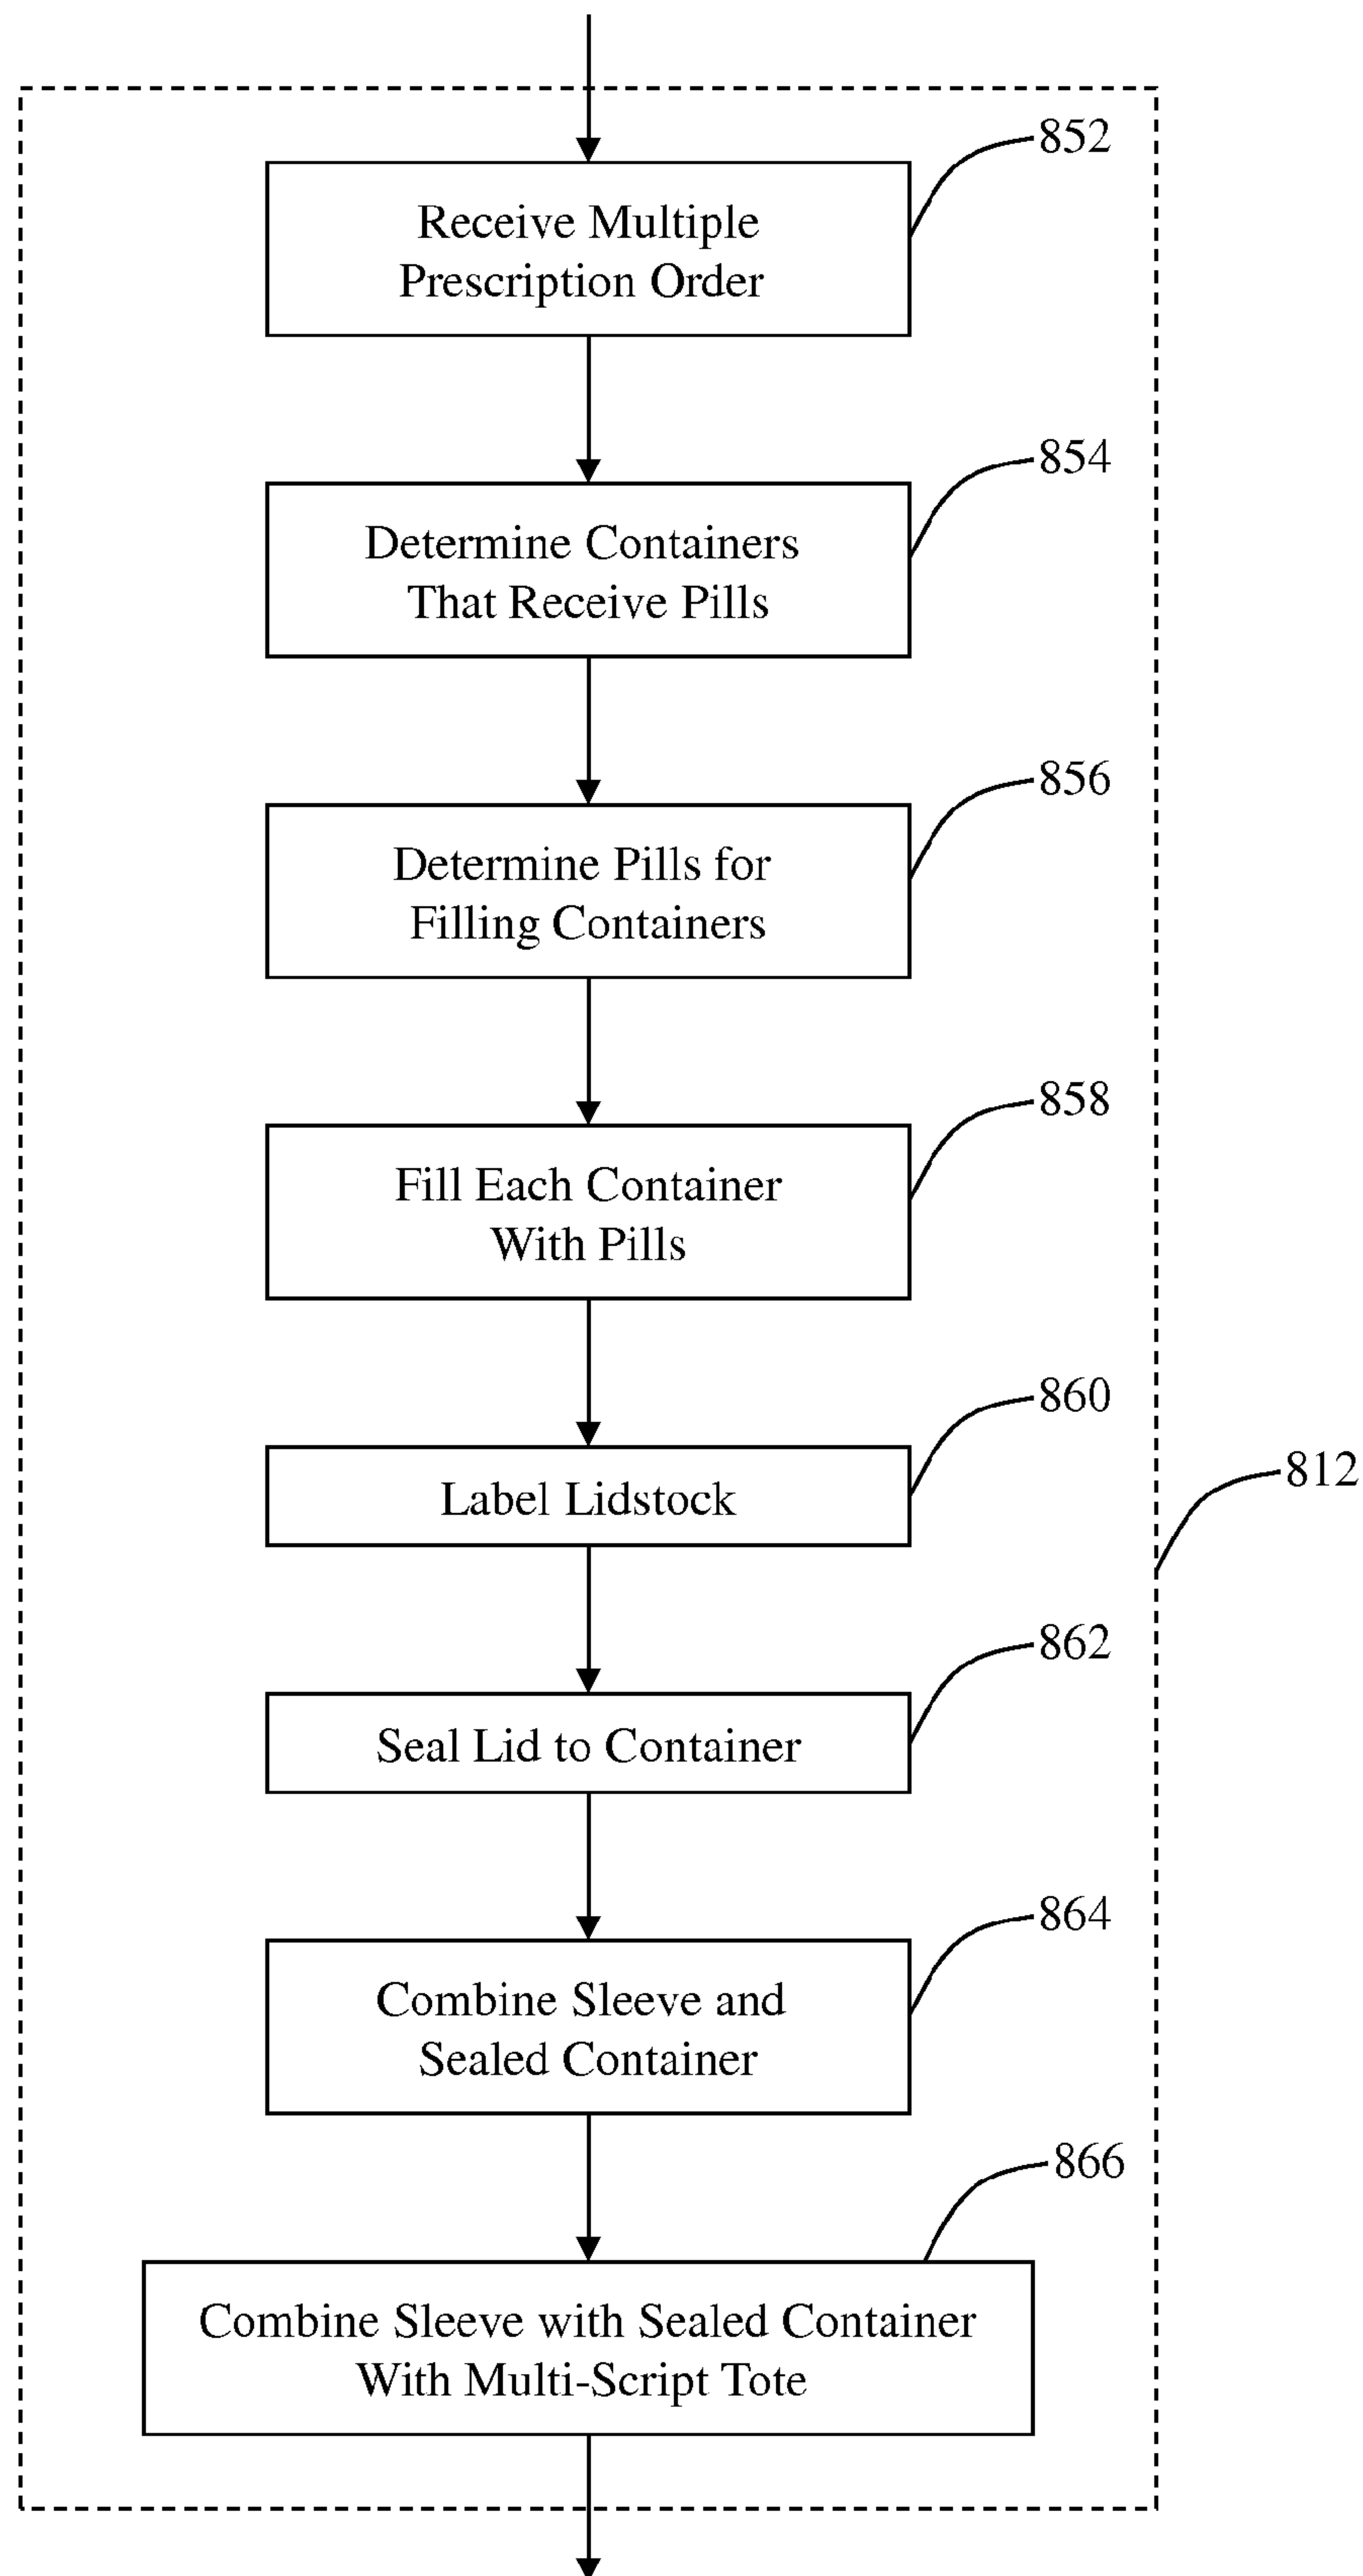 852
Receive Multiple
Prescription Order
854
Determine Containers
That Receive Pills
856
Determine Pills for
Filling Containers
858
Fill Each Container
With Pills
860
Label Lidstock
812
862
Seal Lid to Container
864
Combine Sleeve and
Sealed Container
866
Combine Sleeve with Sealed Container
With Multi-Script Tote